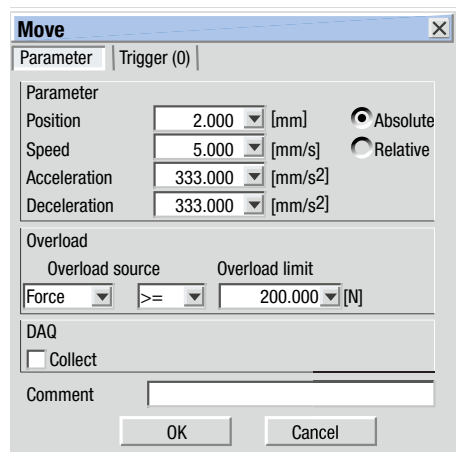 Move
Parameter Trigger (0)
Parameter
Position 2.000 [mm] Absolute
Speed 5.000 [mm/s] Relative
Acceleration 333.000 [mm/s2]
Deceleration 333.000 [mm/s2]
Overload
Overload source Overload limit
Force >= 200.000 [N]
DAQ
Collect
Comment
OK Cancel